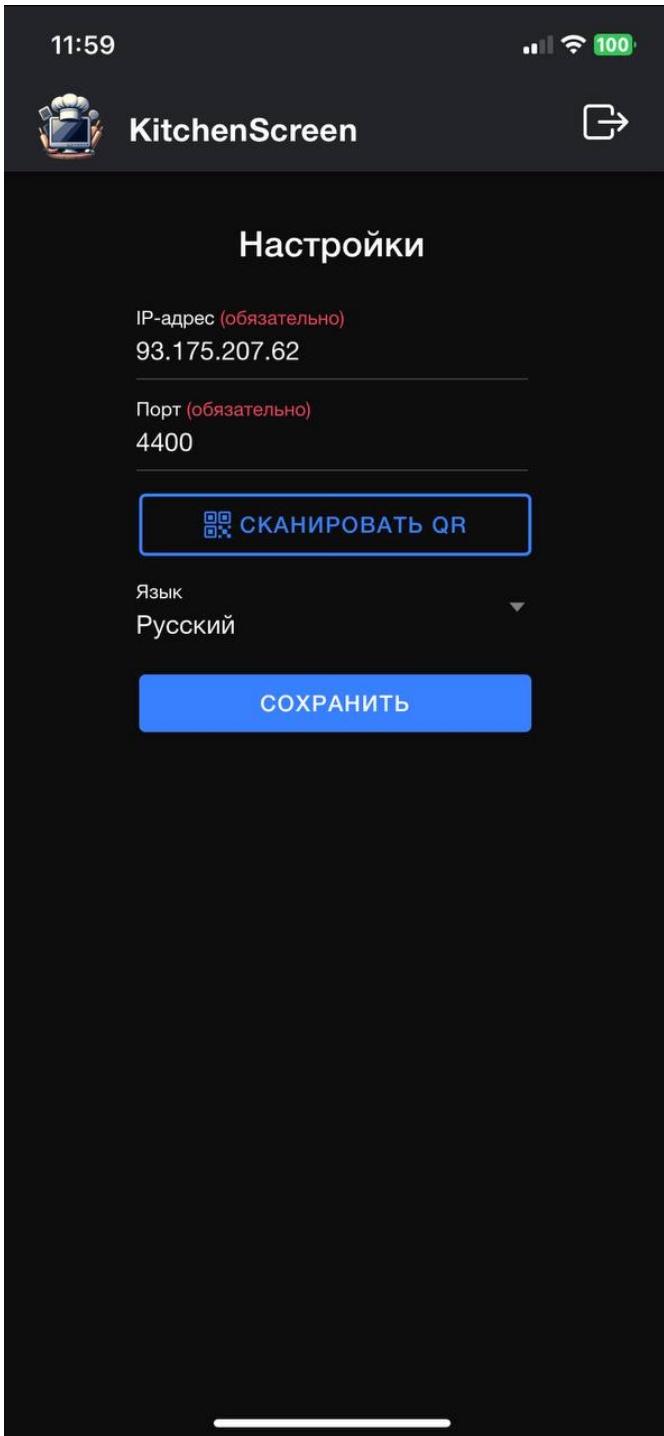 11:59
100
KitchenScreen
Настройки
IP-адрес (обязательно)
93.175.207.62
Порт (обязательно)
4400
СКАНИРОВАТЬ QR
Язык
Русский
СОХРАНИТЬ